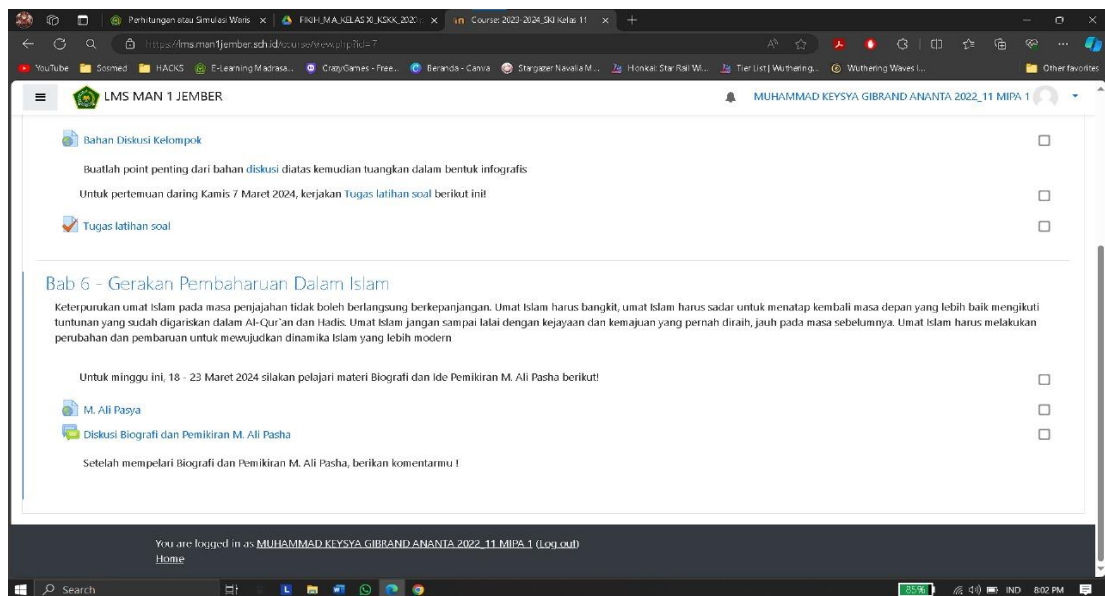 Perhitungan atau Simulasi Waris
FIKIH_MA_KELAS XI_KSKK_2020
Course: 2023-2024_SKI Kelas 11
https://lms.man1jember.sch.id/course/view.php?id=7
YouTube Sosmed HACKS E-Learning Madrasa... CrazyGames - Free... Beranda - Canva Stargazer Navalia M... Honkai: Star Rail Wi... Tier List | Wuthering... Wuthering Waves I... Other favorites
LMS MAN 1 JEMBER
MUHAMMAD KEYSYA GIBRAND ANANTA 2022_11 MIPA 1
Bahan Diskusi Kelompok
Buatlah point penting dari bahan diskusi diatas kemudian tuangkan dalam bentuk infografis
Untuk pertemuan daring Kamis 7 Maret 2024, kerjakan Tugas latihan soal berikut ini!
Tugas latihan soal
Bab 6 - Gerakan Pembaharuan Dalam Islam
Keterpurukan umat Islam pada masa penjajahan tidak boleh berlangsung berkepanjangan. Umat Islam harus bangkit, umat Islam harus sadar untuk menatap kembali masa depan yang lebih baik mengikuti
tuntunan yang sudah digariskan dalam Al-Qur`an dan Hadis. Umat Islam jangan sampai lalai dengan kejayaan dan kemajuan yang pernah diraih, jauh pada masa sebelumnya. Umat Islam harus melakukan
perubahan dan pembaruan untuk mewujudkan dinamika Islam yang lebih modern
Untuk minggu ini, 18 - 23 Maret 2024 silakan pelajari materi Biografi dan Ide Pemikiran M. Ali Pasha berikut!
M. Ali Pasya
Diskusi Biografi dan Pemikiran M. Ali Pasha
Setelah mempelari Biografi dan Pemikiran M. Ali Pasha, berikan komentarmu !
You are logged in as MUHAMMAD KEYSYA GIBRAND ANANTA 2022_11 MIPA 1 (Log out)
Home
Search
85% IND 8:02 PM